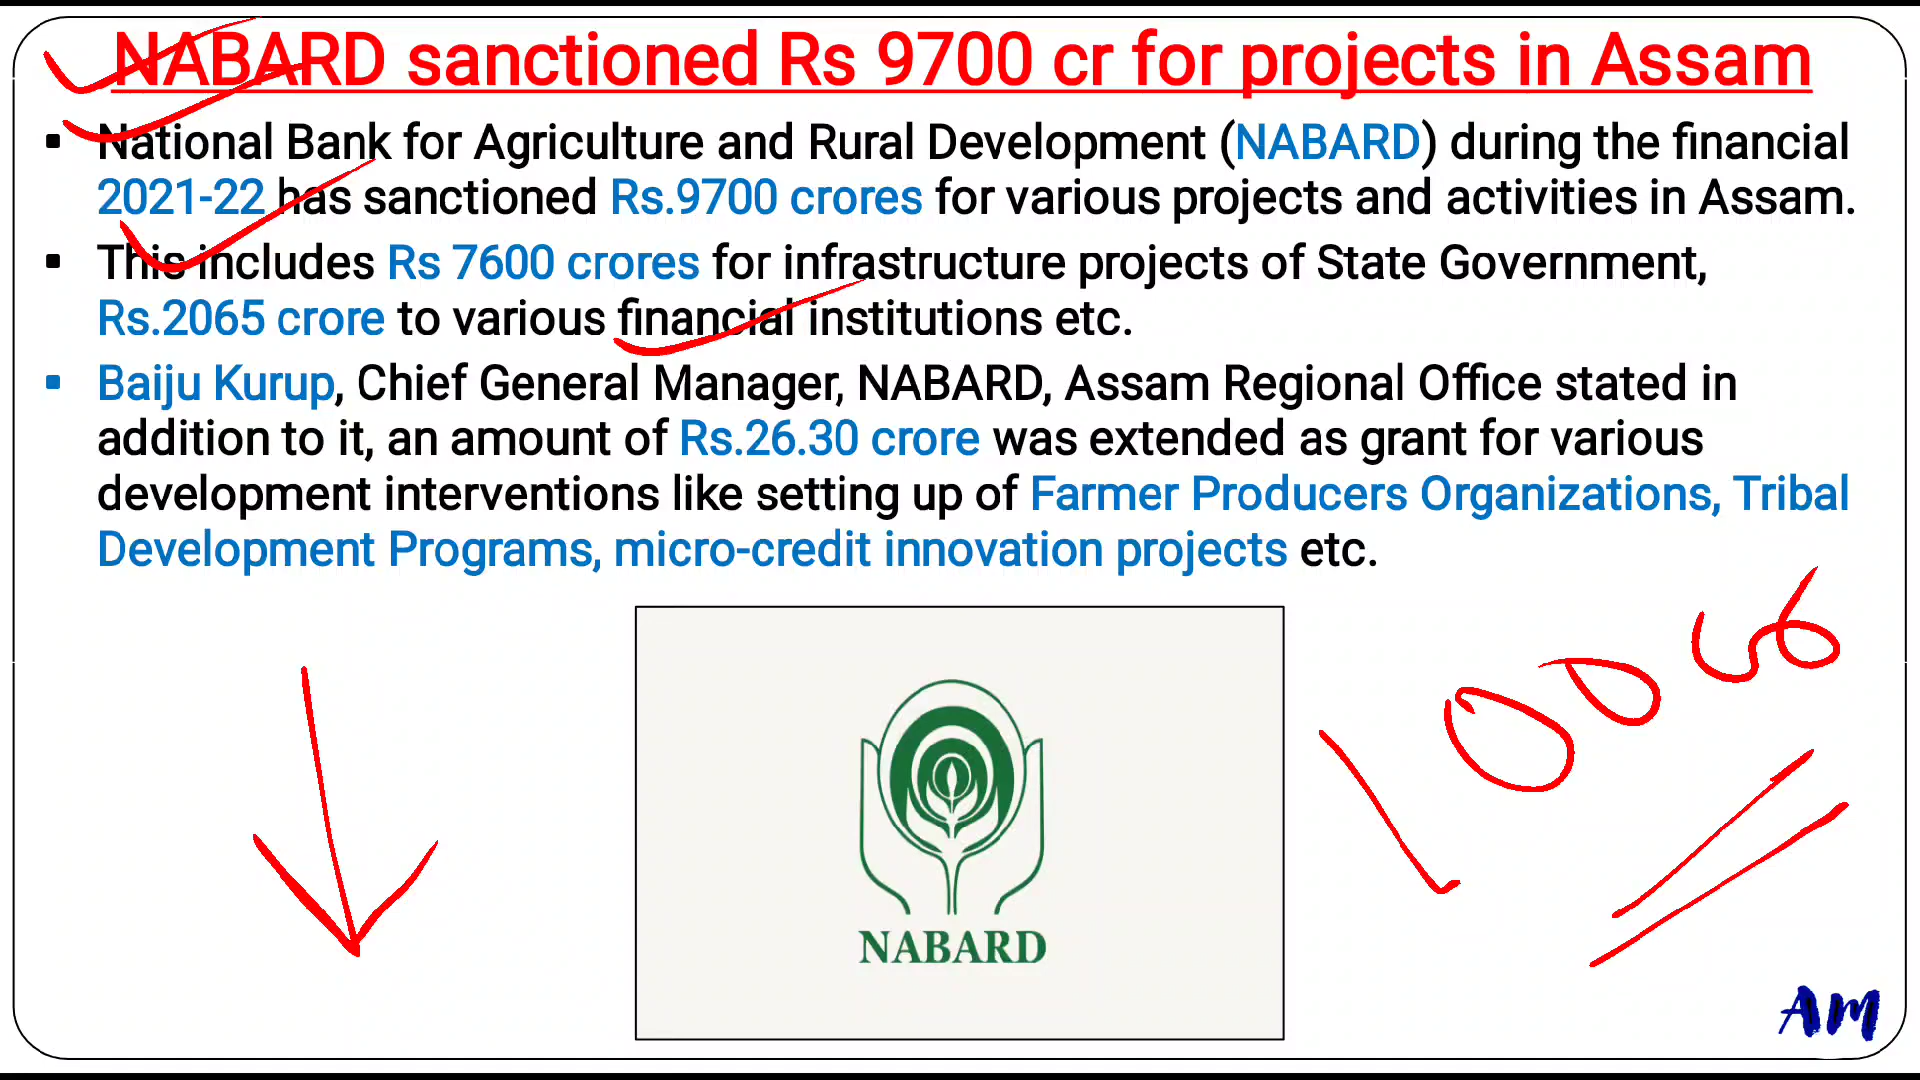 NABARD sanctioned Rs 9700 cr for projects in Assam
▪ National Bank for Agriculture and Rural Development (NABARD) during the financial
2021-22 has sanctioned Rs.9700 crores for various projects and activities in Assam.
▪ This includes Rs 7600 crores for infrastructure projects of State Government,
Rs.2065 crore to various financial institutions etc.
▪ Baiju Kurup, Chief General Manager, NABARD, Assam Regional Office stated in
addition to it, an amount of Rs.26.30 crore was extended as grant for various
development interventions like setting up of Farmer Producers Organizations, Tribal
Development Programs, micro-credit innovation projects etc.
NABARD
AM